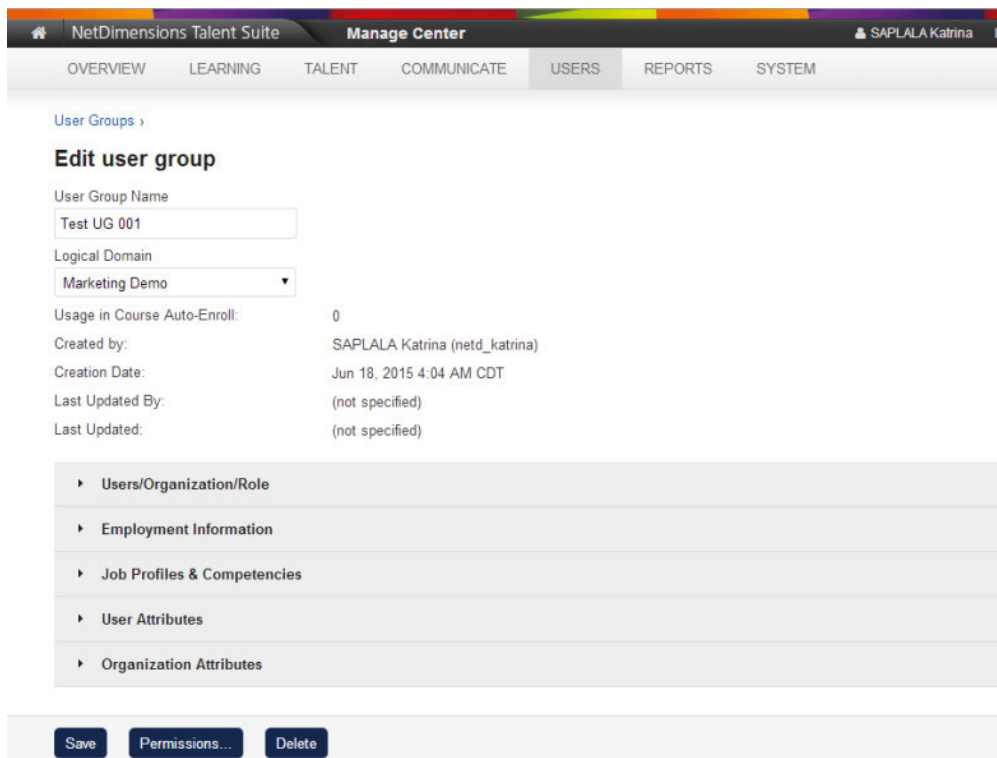 NetDimensions Talent Suite Manage Center SAPLALA Katrina
OVERVIEW LEARNING TALENT COMMUNICATE USERS REPORTS SYSTEM
User Groups ›
Edit user group
User Group Name
Test UG 001
Logical Domain
Marketing Demo
Usage in Course Auto-Enroll: 0
Created by: SAPLALA Katrina (netd_katrina)
Creation Date: Jun 18, 2015 4:04 AM CDT
Last Updated By: (not specified)
Last Updated: (not specified)
Users/Organization/Role
Employment Information
Job Profiles & Competencies
User Attributes
Organization Attributes
Save Permissions... Delete